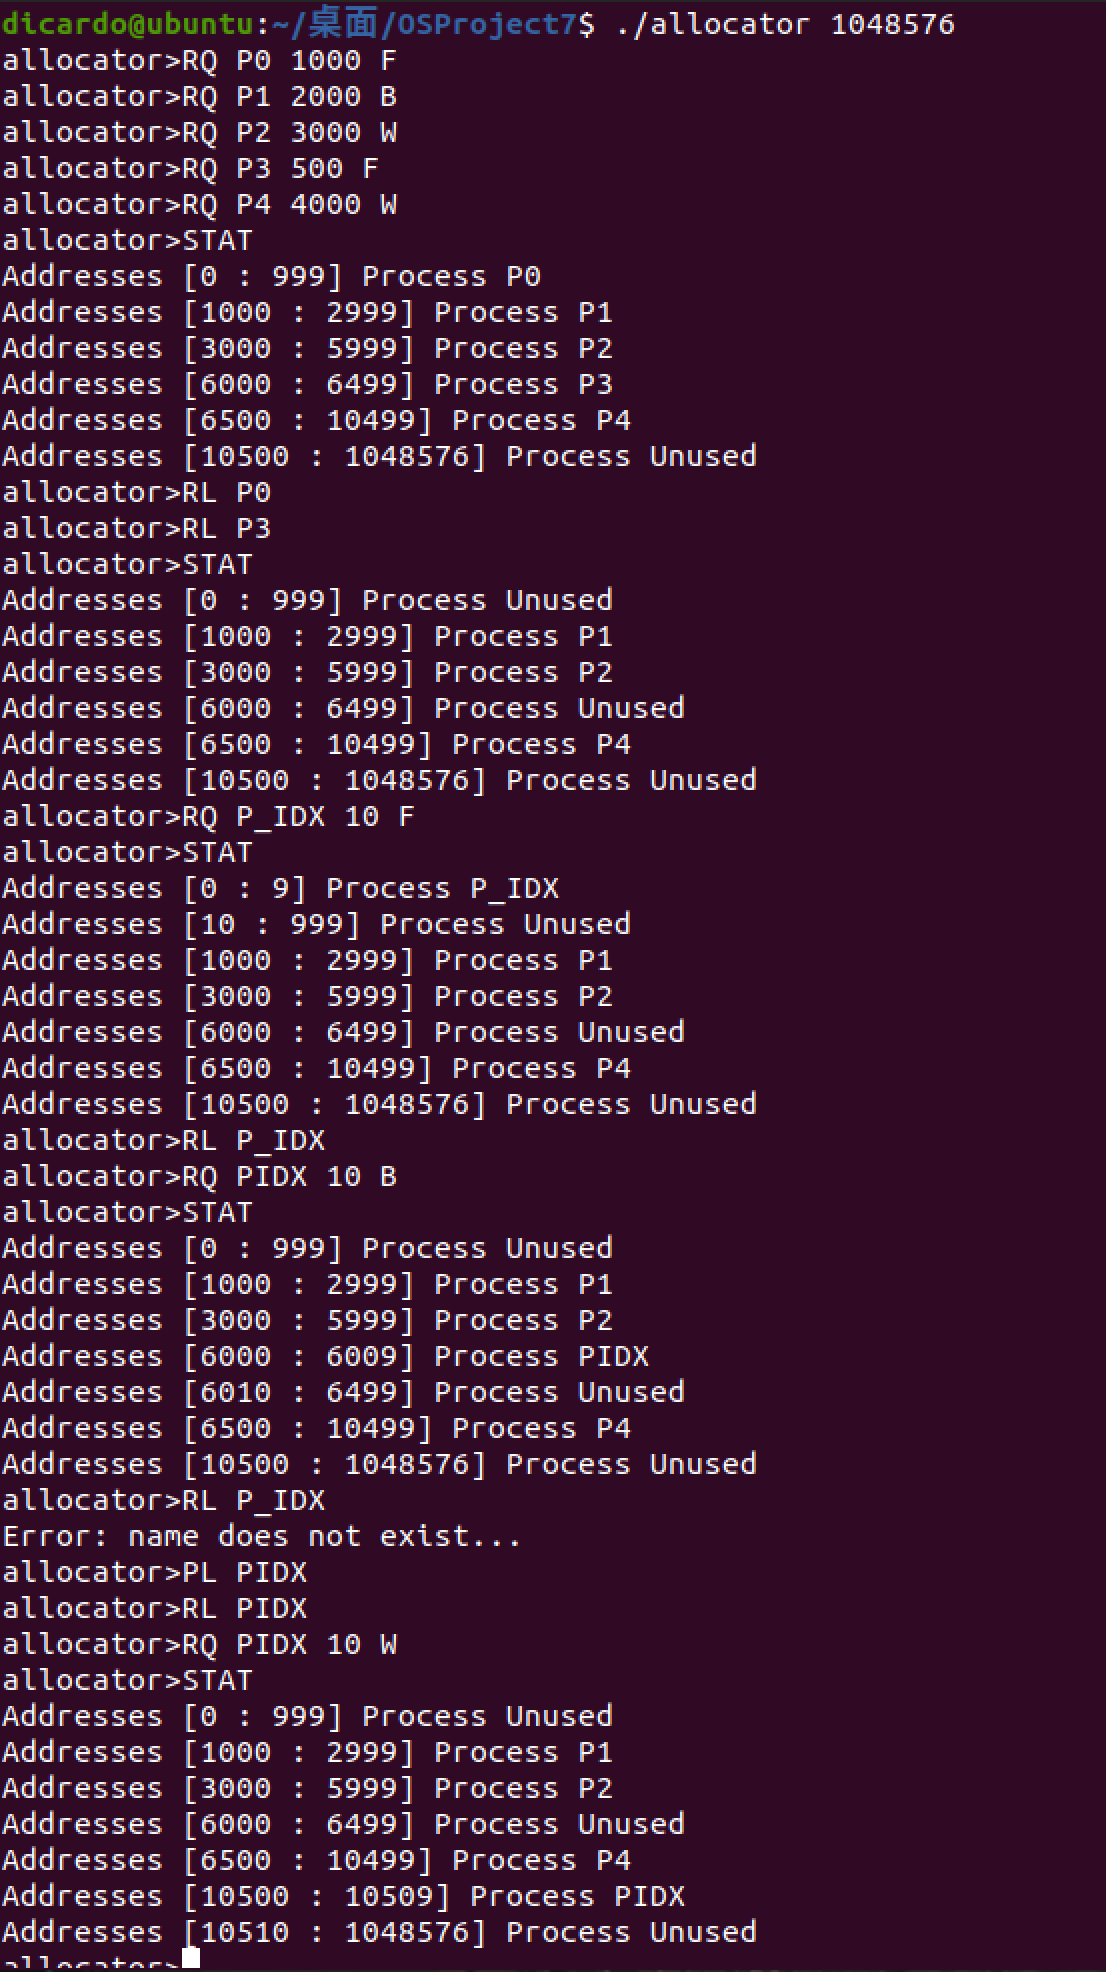 dicardo@ubuntu:~/桌面/OSProject7$ ./allocator 1048576
allocator>RQ P0 1000 F
allocator>RQ P1 2000 B
allocator>RQ P2 3000 W
allocator>RQ P3 500 F
allocator>RQ P4 4000 W
allocator>STAT
Addresses [0 : 999] Process P0
Addresses [1000 : 2999] Process P1
Addresses [3000 : 5999] Process P2
Addresses [6000 : 6499] Process P3
Addresses [6500 : 10499] Process P4
Addresses [10500 : 1048576] Process Unused
allocator>RL P0
allocator>RL P3
allocator>STAT
Addresses [0 : 999] Process Unused
Addresses [1000 : 2999] Process P1
Addresses [3000 : 5999] Process P2
Addresses [6000 : 6499] Process Unused
Addresses [6500 : 10499] Process P4
Addresses [10500 : 1048576] Process Unused
allocator>RQ P_IDX 10 F
allocator>STAT
Addresses [0 : 9] Process P_IDX
Addresses [10 : 999] Process Unused
Addresses [1000 : 2999] Process P1
Addresses [3000 : 5999] Process P2
Addresses [6000 : 6499] Process Unused
Addresses [6500 : 10499] Process P4
Addresses [10500 : 1048576] Process Unused
allocator>RL P_IDX
allocator>RQ PIDX 10 B
allocator>STAT
Addresses [0 : 999] Process Unused
Addresses [1000 : 2999] Process P1
Addresses [3000 : 5999] Process P2
Addresses [6000 : 6009] Process PIDX
Addresses [6010 : 6499] Process Unused
Addresses [6500 : 10499] Process P4
Addresses [10500 : 1048576] Process Unused
allocator>RL P_IDX
Error: name does not exist...
allocator>PL PIDX
allocator>RL PIDX
allocator>RQ PIDX 10 W
allocator>STAT
Addresses [0 : 999] Process Unused
Addresses [1000 : 2999] Process P1
Addresses [3000 : 5999] Process P2
Addresses [6000 : 6499] Process Unused
Addresses [6500 : 10499] Process P4
Addresses [10500 : 10509] Process PIDX
Addresses [10510 : 1048576] Process Unused
allocator>